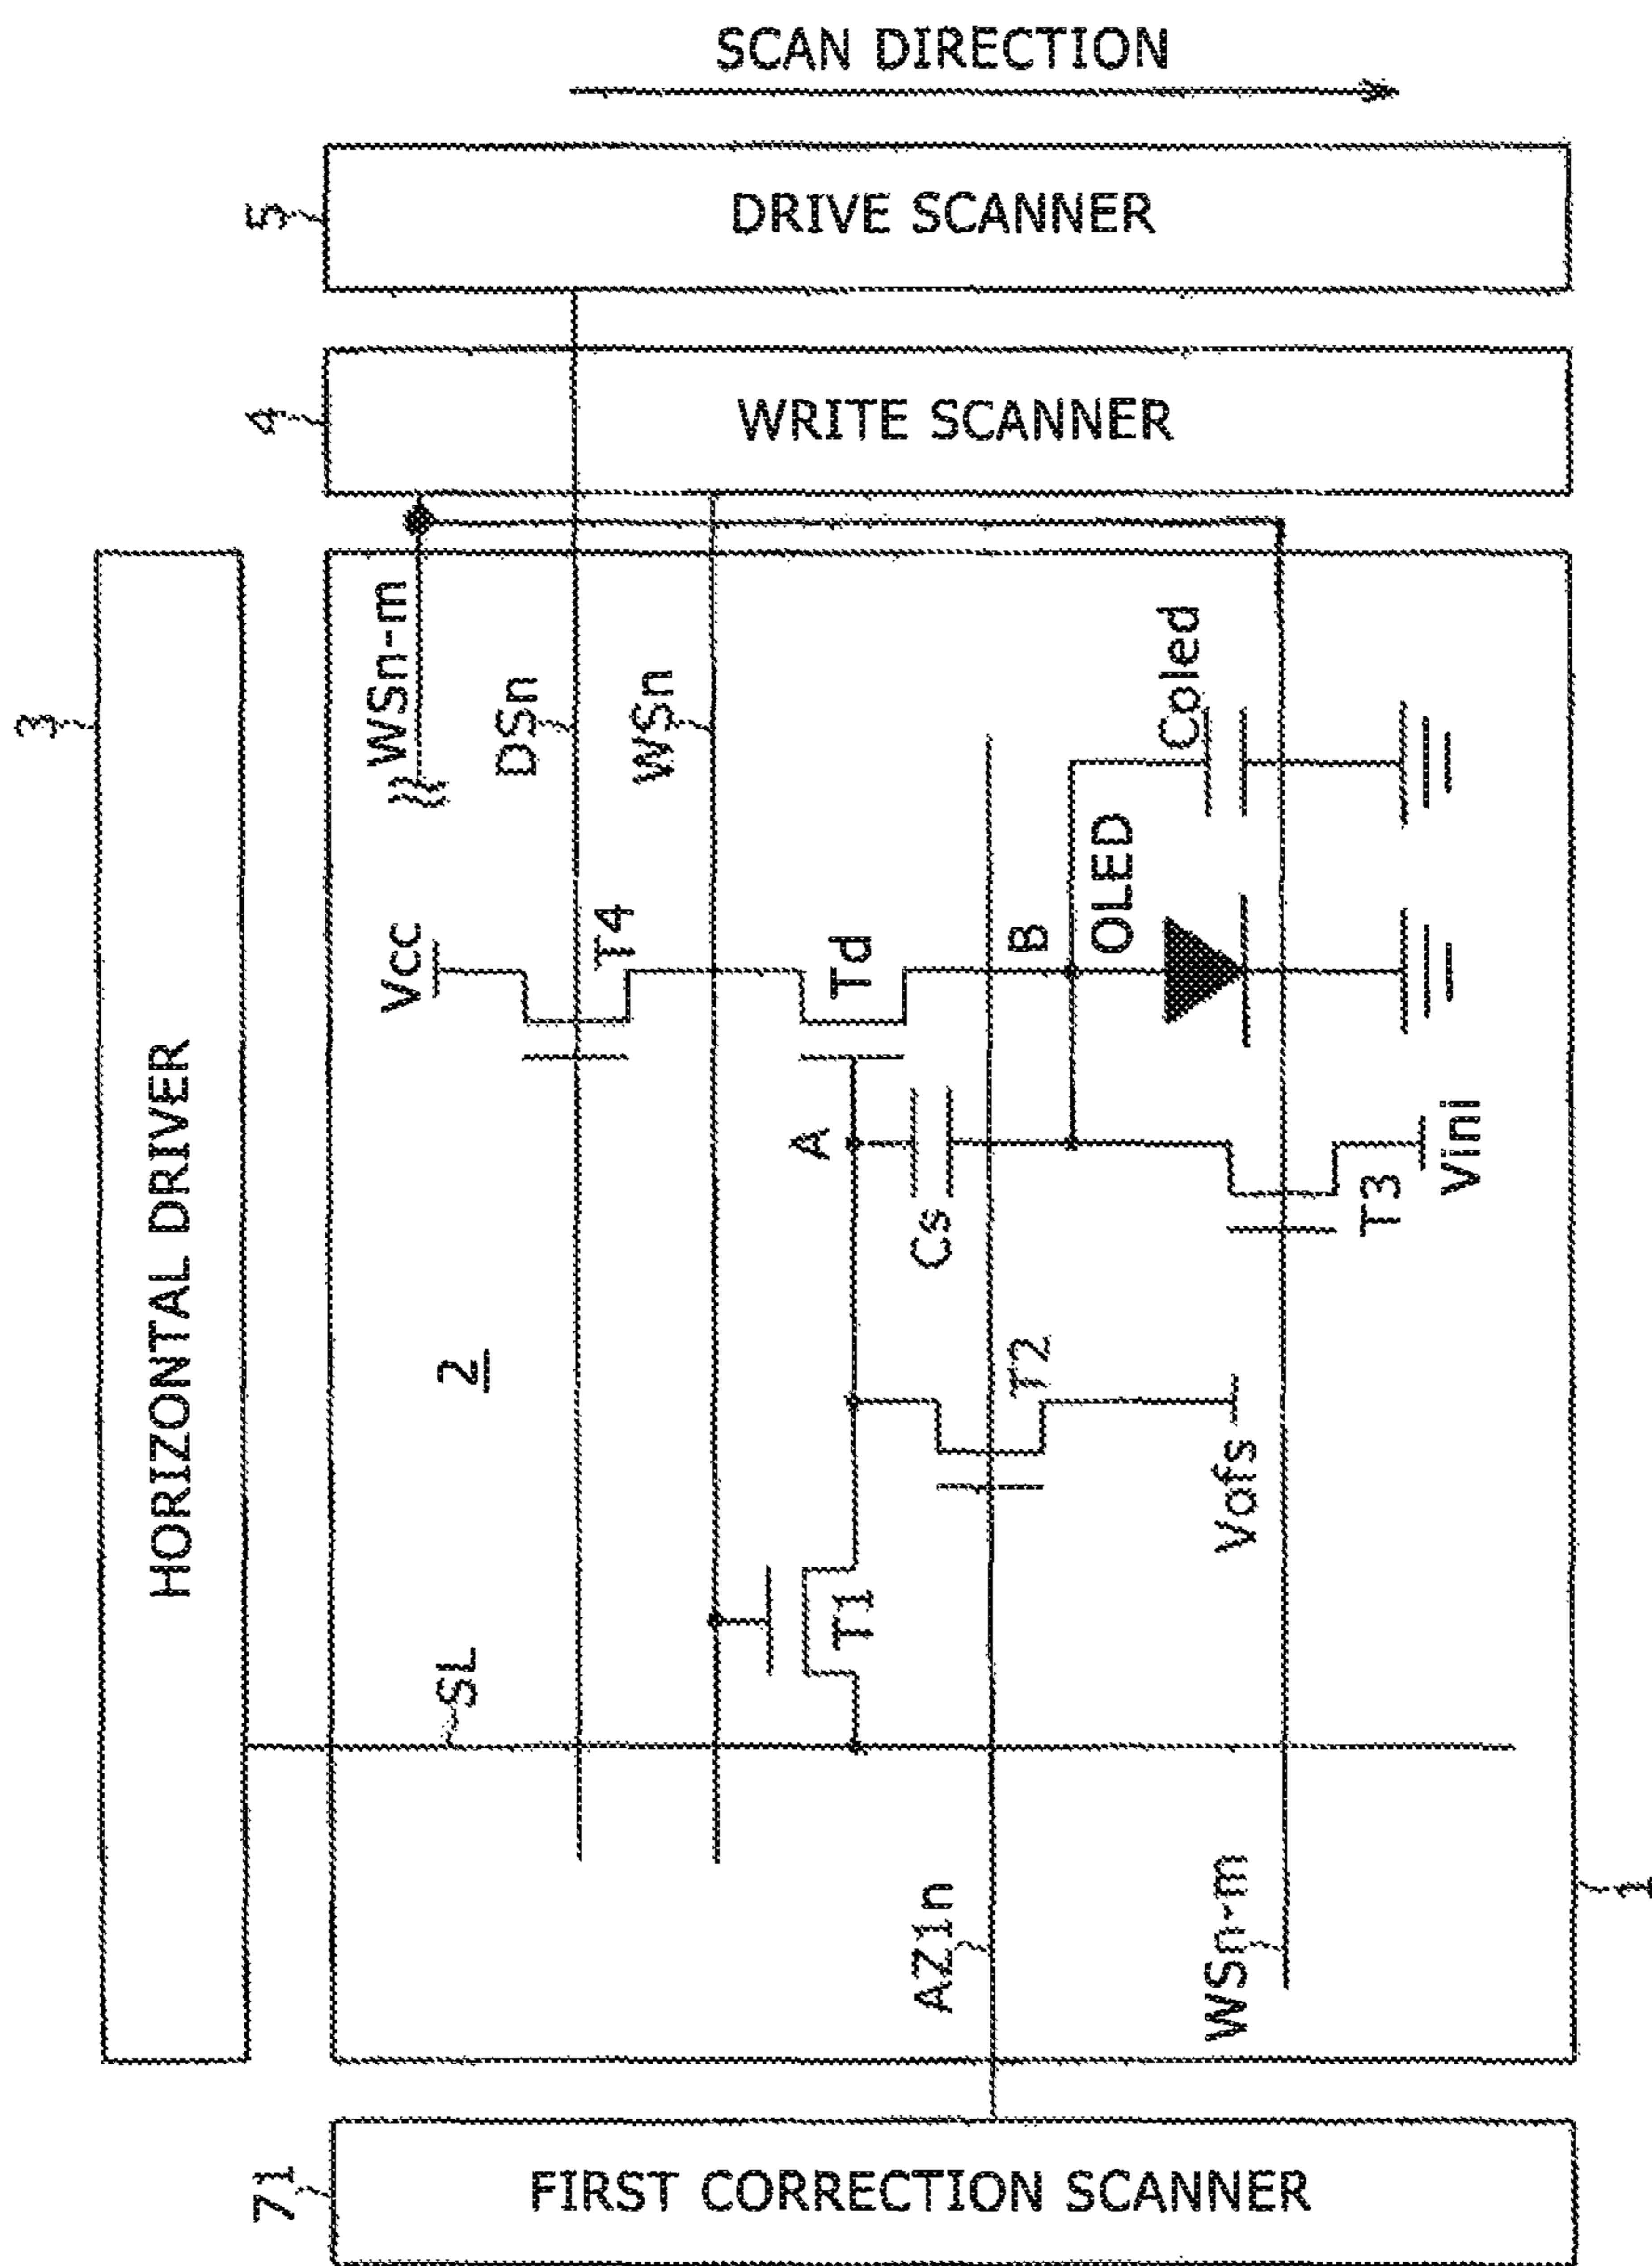 SCAN DIRECTION
5
DRIVE SCANNER
4
WRITE SCANNER
3
HORIZONTAL DRIVER
WSn-m
DSn
WSn
Vcc
T4
Td
A
B
OLED
Coled
Cs
T3
Vini
2
T2
Vofs
T1
SL
AZ1n
WSn-m
1
71
FIRST CORRECTION SCANNER